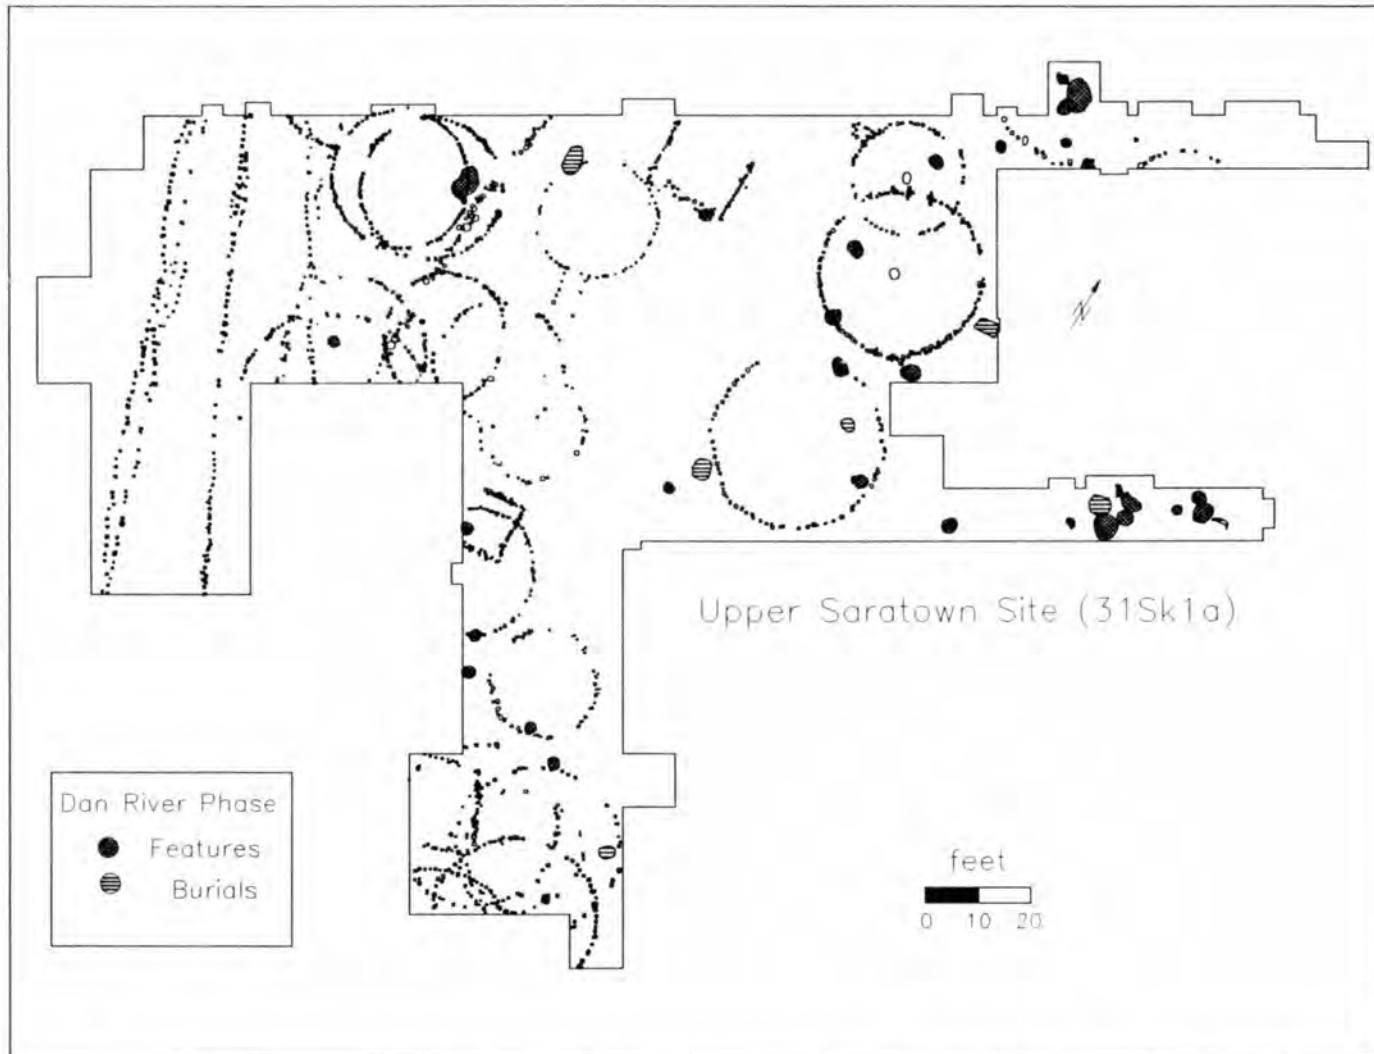 N
Upper Saratown Site (31Sk1a)
Dan River Phase
Features
Burials
feet
0 10 20